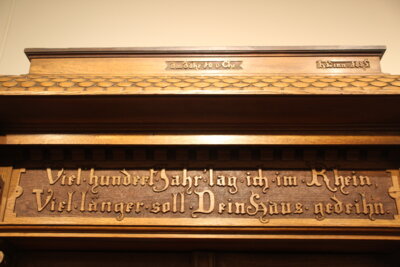 Viel hundert Jahr lag ich im Rhein
Viel länger soll Dein Haus gedeihn.